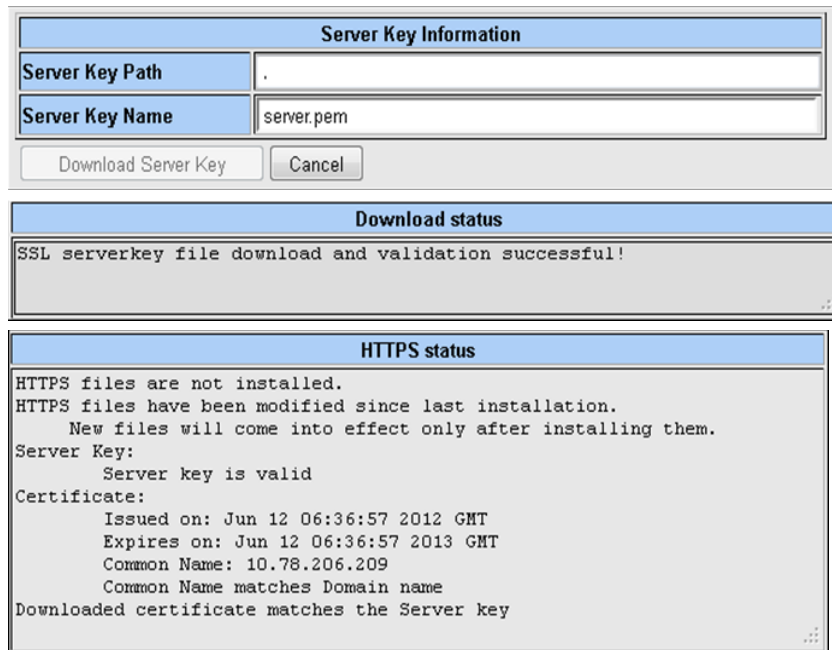 Server Key Information
Server Key Path .
Server Key Name server.pem
Download Server Key Cancel
Download status
SSL serverkey file download and validation successful!
HTTPS status
HTTPS files are not installed.
HTTPS files have been modified since last installation.
New files will come into effect only after installing them.
Server Key:
Server key is valid
Certificate:
Issued on: Jun 12 06:36:57 2012 GMT
Expires on: Jun 12 06:36:57 2013 GMT
Common Name: 10.78.206.209
Common Name matches Domain name
Downloaded certificate matches the Server key